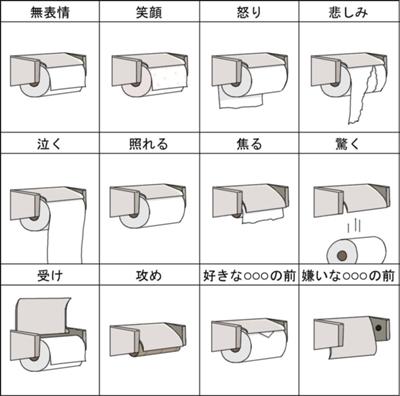 無表情 笑顔 怒り 悲しみ
泣く 照れる 焦る 驚く
受け 攻め 好きな○○○の前 嫌いな○○○の前